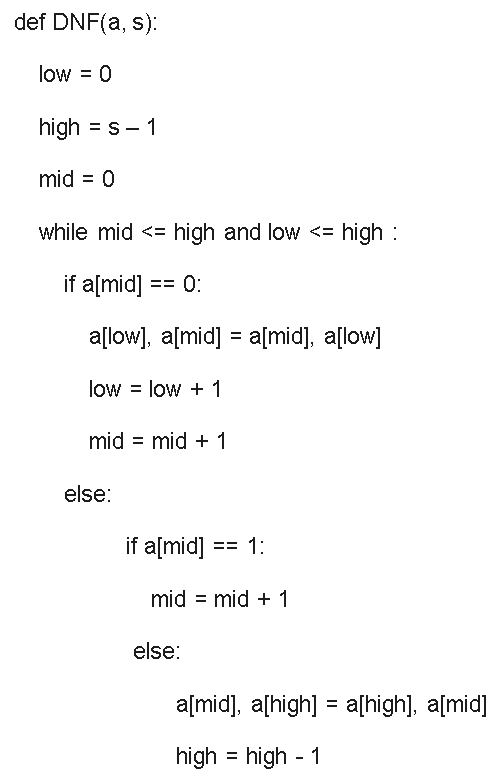 def DNF(a, s):
low = 0
high = s – 1
mid = 0
while mid <= high and low <= high :
if a[mid] == 0:
a[low], a[mid] = a[mid], a[low]
low = low + 1
mid = mid + 1
else:
if a[mid] == 1:
mid = mid + 1
else:
a[mid], a[high] = a[high], a[mid]
high = high - 1